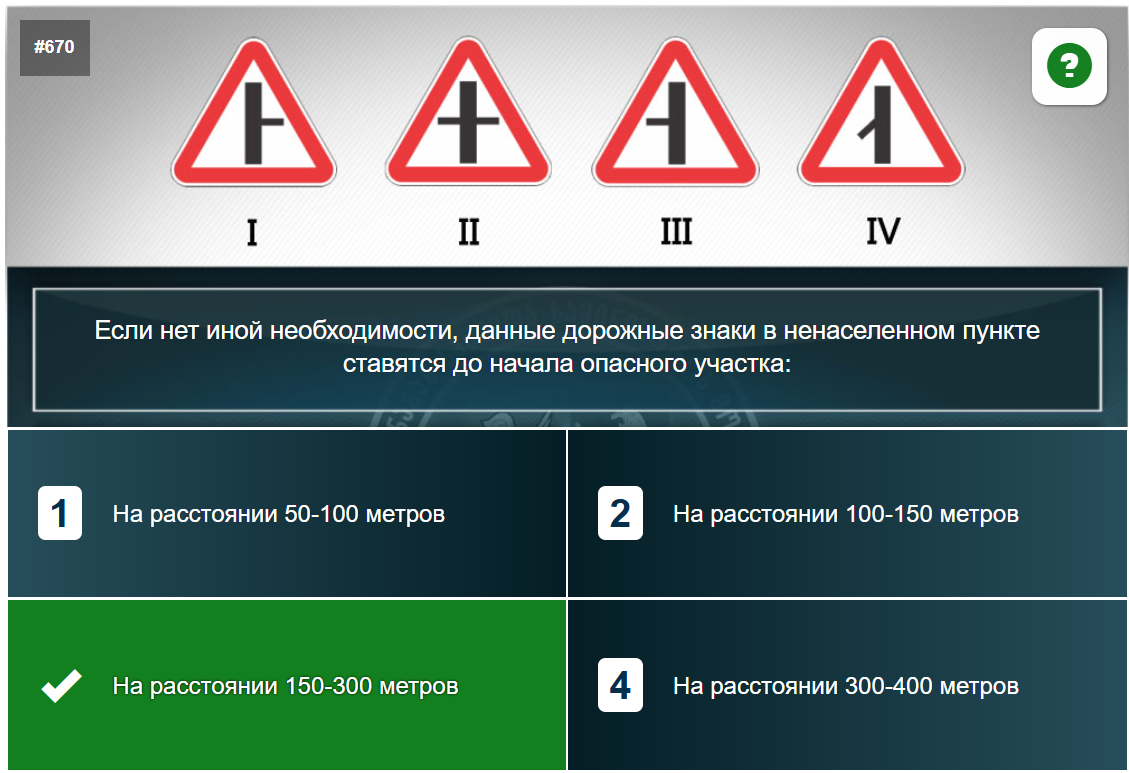 #670
?
I
II
III
IV
Если нет иной необходимости, данные дорожные знаки в ненаселенном пункте
ставятся до начала опасного участка:
1 На расстоянии 50-100 метров
2 На расстоянии 100-150 метров
На расстоянии 150-300 метров
4 На расстоянии 300-400 метров